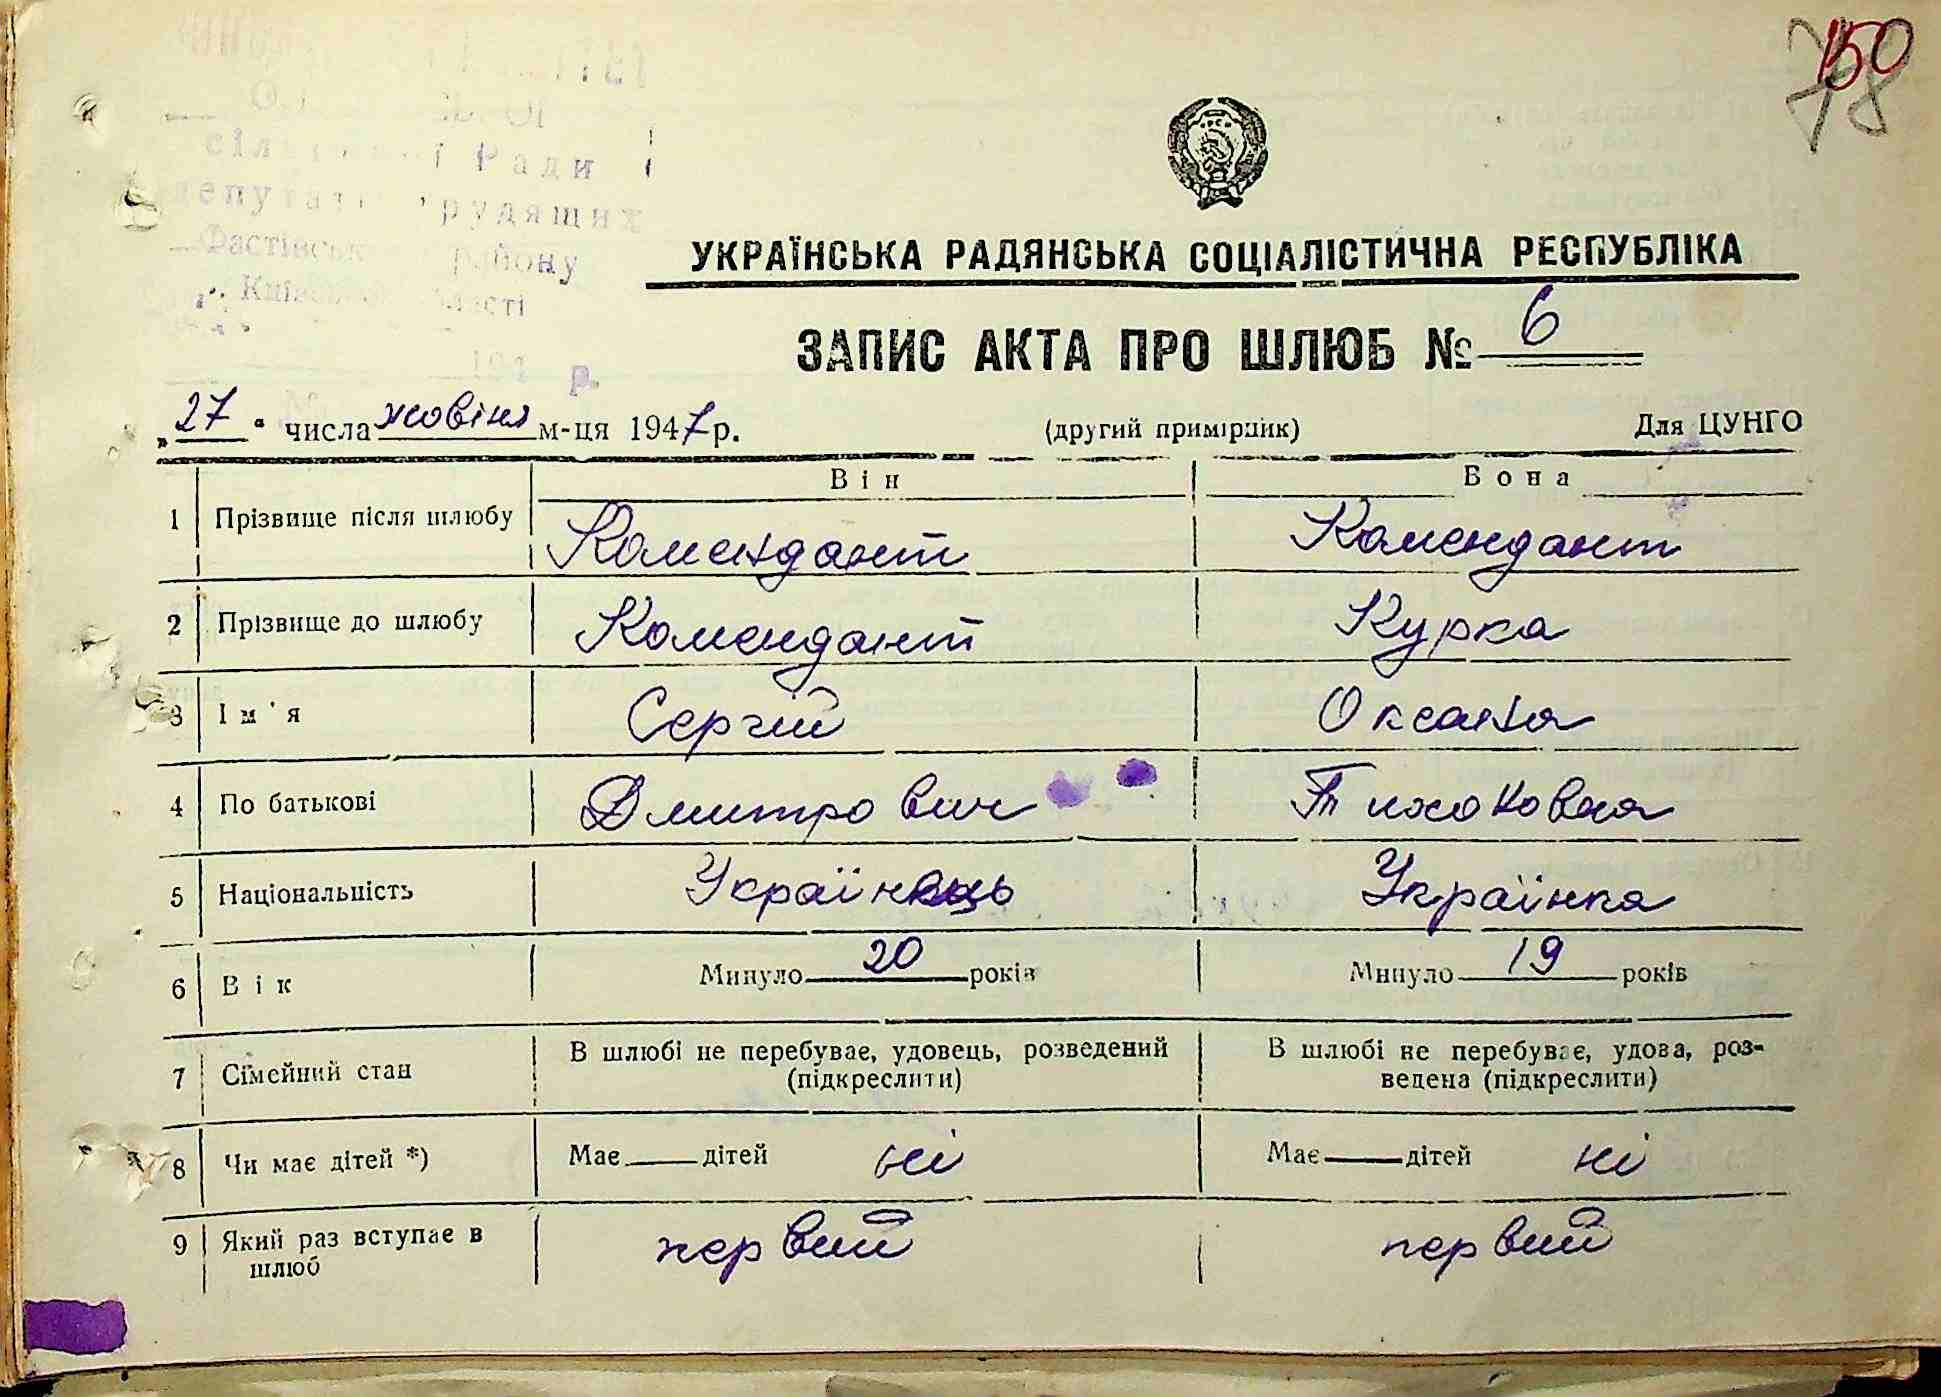 150
78
сільської Ради
депутатів трудящих
Фастівського району
Київської області
194 р.
УКРАЇНСЬКА РАДЯНСЬКА СОЦІАЛІСТИЧНА РЕСПУБЛІКА
ЗАПИС АКТА ПРО ШЛЮБ № 6
„27“ числа жовтня м-ця 1947 р. (другий примірник) Для ЦУНГО
Він Вона
1 Прізвище після шлюбу Комендант Комендант
2 Прізвище до шлюбу Комендант Курка
3 Ім'я Сергій Оксана
4 По батькові Дмитрович Тихоновна
5 Національність Українець Українка
6 Вік Минуло 20 років Минуло 19 років
7 Сімейний стан В шлюбі не перебуває, удовець, розведений В шлюбі не перебуває, удова, роз-
(підкреслити) ведена (підкреслити)
8 Чи має дітей *) Має дітей ні Має дітей ні
9 Який раз вступає в первий первий
шлюб